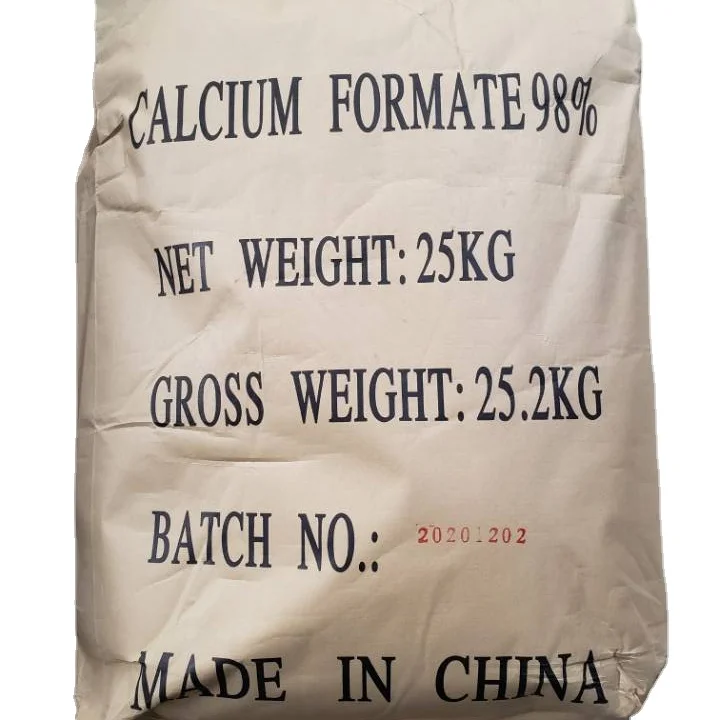 CALCIUM FORMATE 98%
NET WEIGHT: 25KG
GROSS WEIGHT: 25.2KG
BATCH NO.: 20201202
MADE IN CHINA